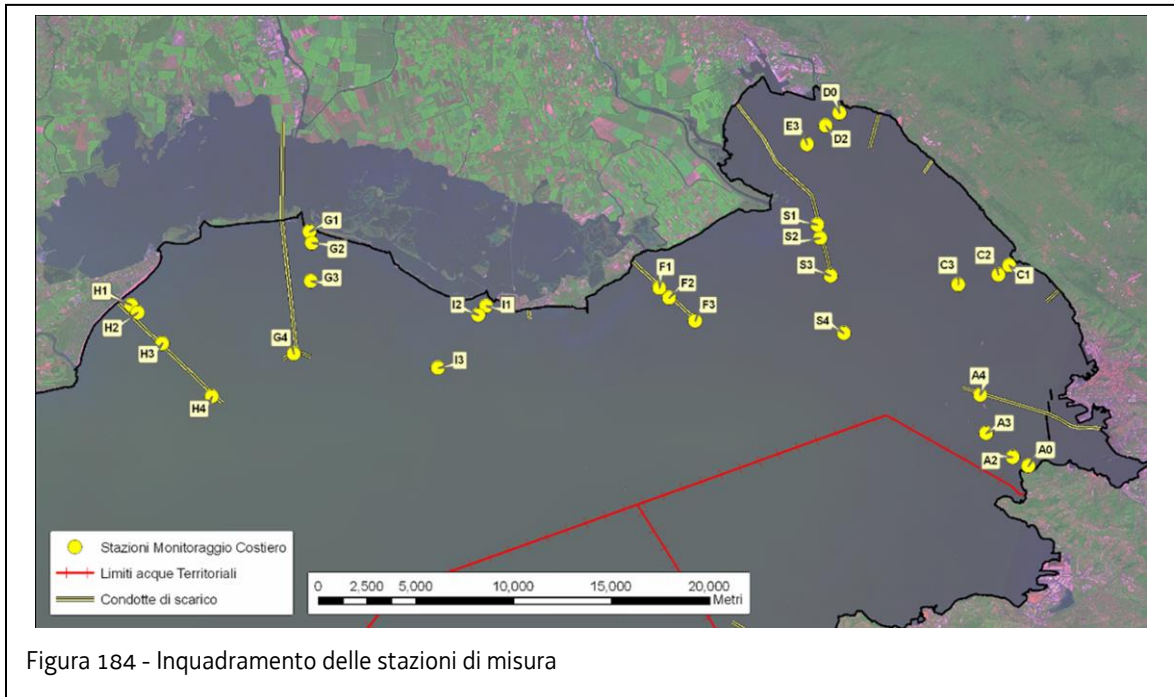 D0
E3
D2
G1
S1
G2
S2
C2
G3
S3
C3
C1
F1
H1
I2
I1
F2
H2
F3
S4
H3
G4
I3
A4
H4
A3
A2
A0
Stazioni Monitoraggio Costiero
Limiti acque Territoriali
Condotte di scarico
0 2,500 5,000 10,000 15,000 20,000
Metri
Figura 184 - Inquadramento delle stazioni di misura